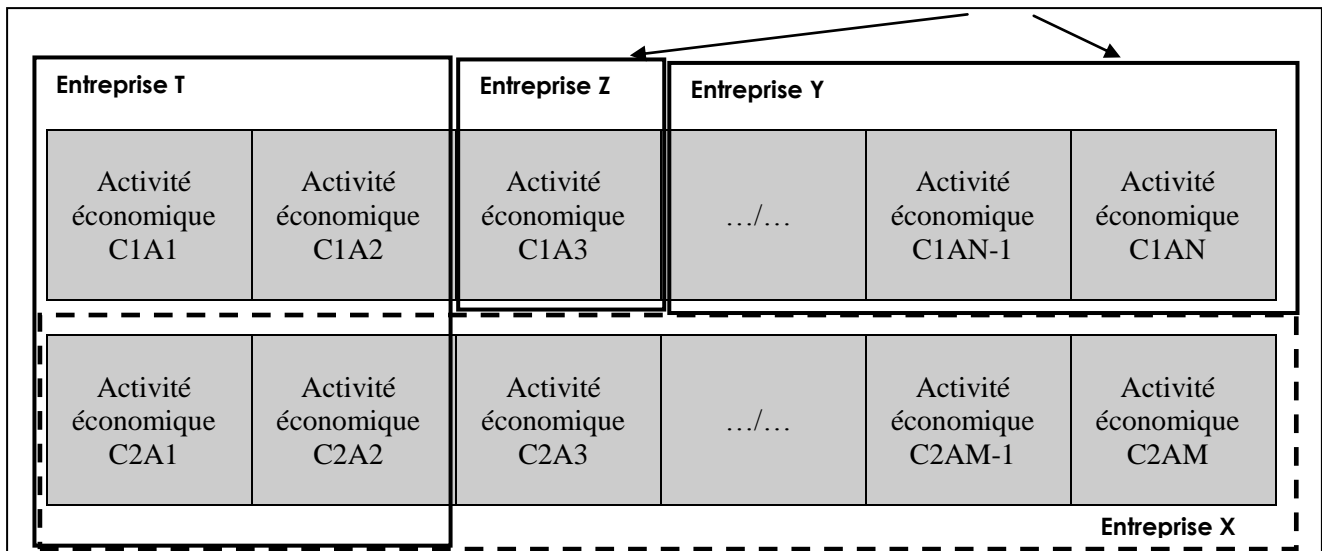 Entreprise T
Entreprise Z
Entreprise Y
Activité
économique
C1A1
Activité
économique
C1A2
Activité
économique
C1A3
…/…
Activité
économique
C1AN-1
Activité
économique
C1AN
Activité
économique
C2A1
Activité
économique
C2A2
Activité
économique
C2A3
…/…
Activité
économique
C2AM-1
Activité
économique
C2AM
Entreprise X